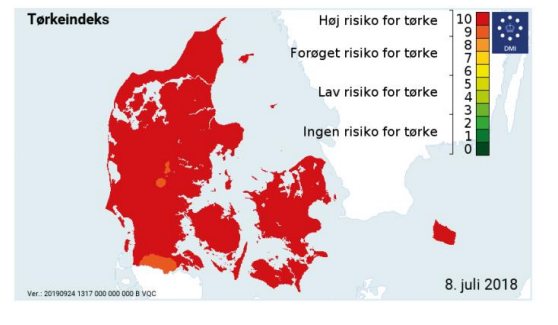 Tørkeindeks
Høj risiko for tørke
Forøget risiko for tørke
Lav risiko for tørke
Ingen risiko for tørke
10
9
8
7
6
5
4
3
2
1
0
DMI
8. juli 2018
Ver.: 20190924 1317 000 000 000 B VQC